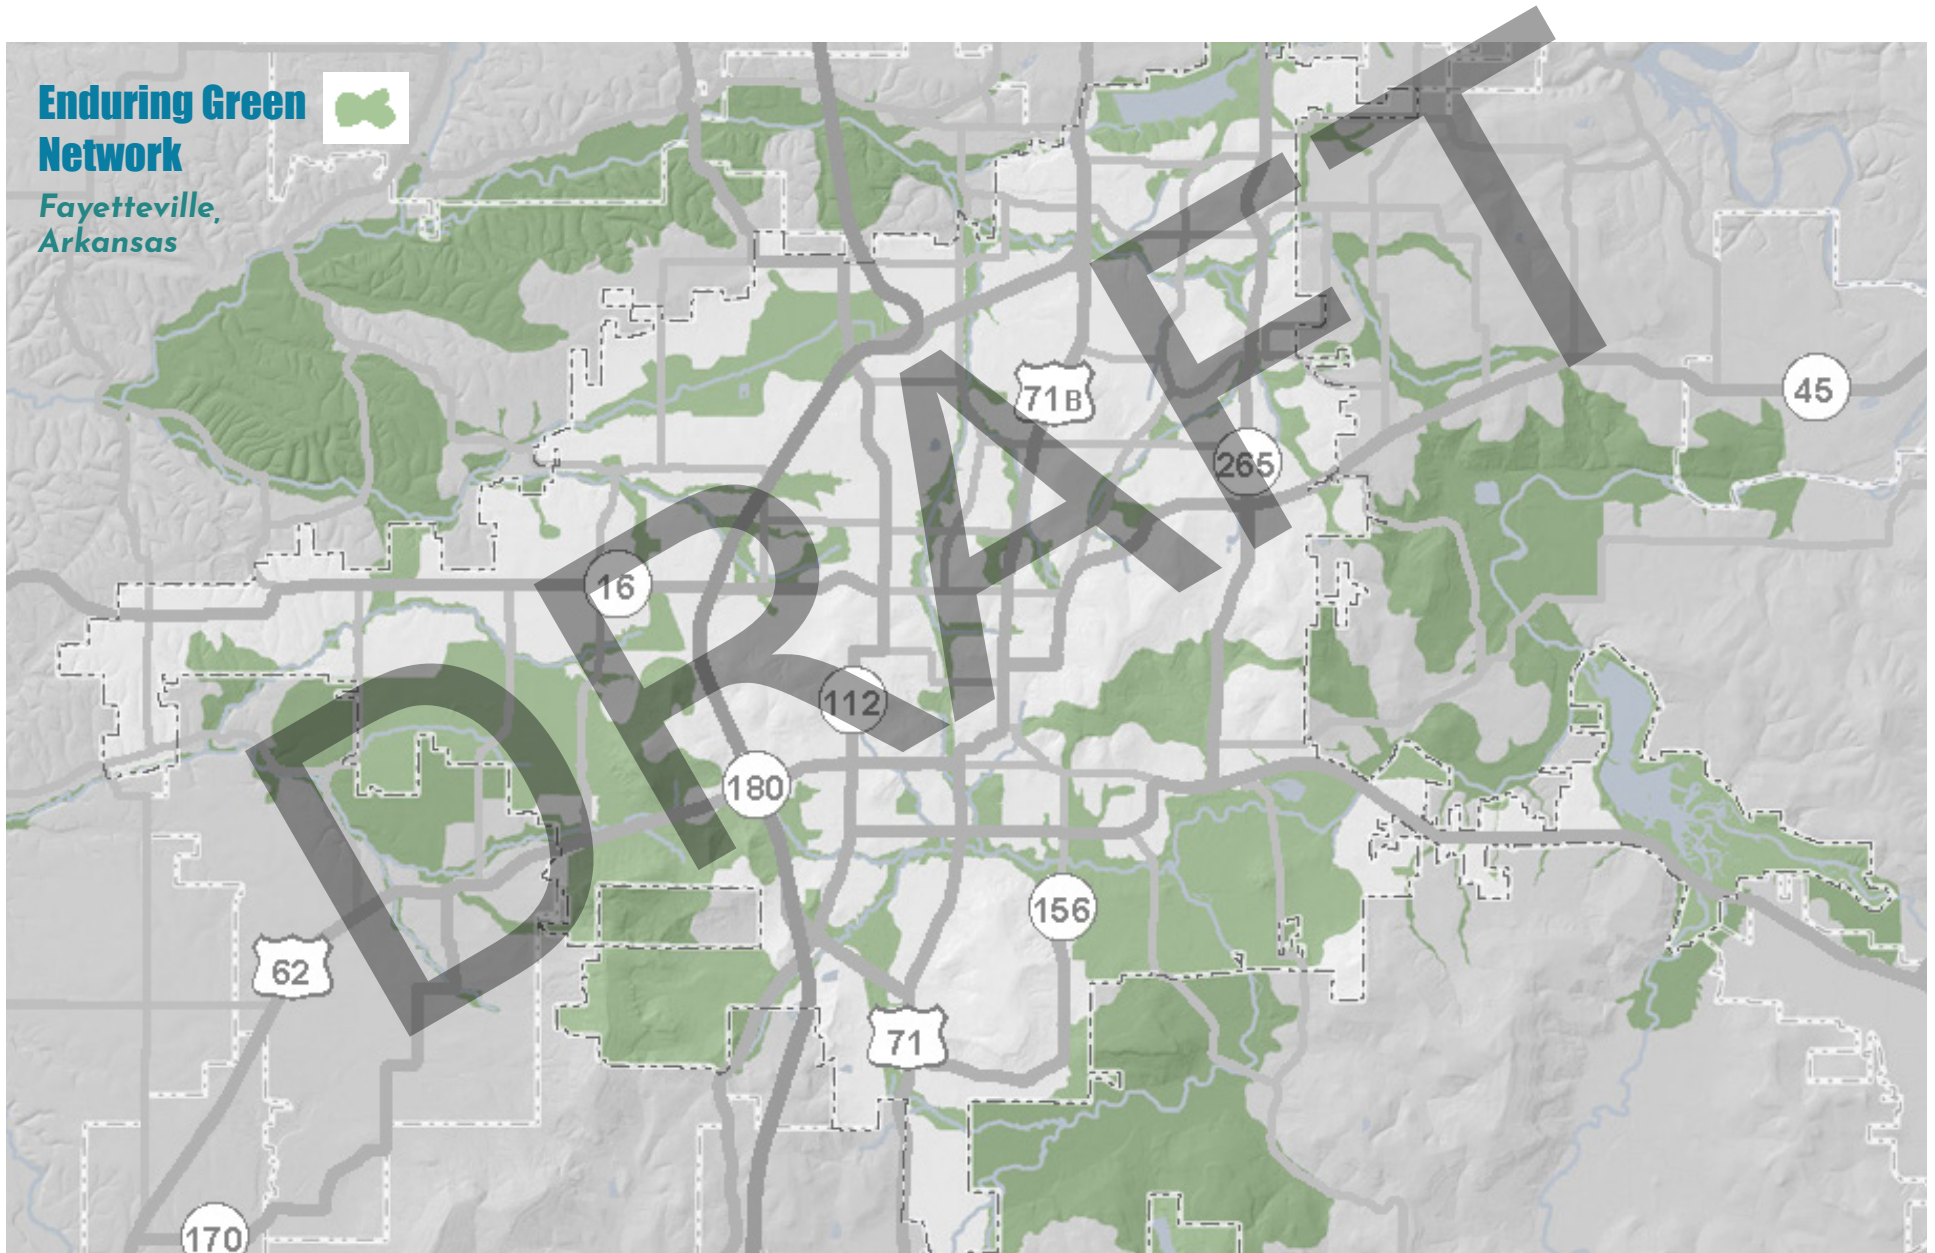 Enduring Green
Network
Fayetteville,
Arkansas
DRAFT
71B
45
265
16
112
180
156
62
71
170